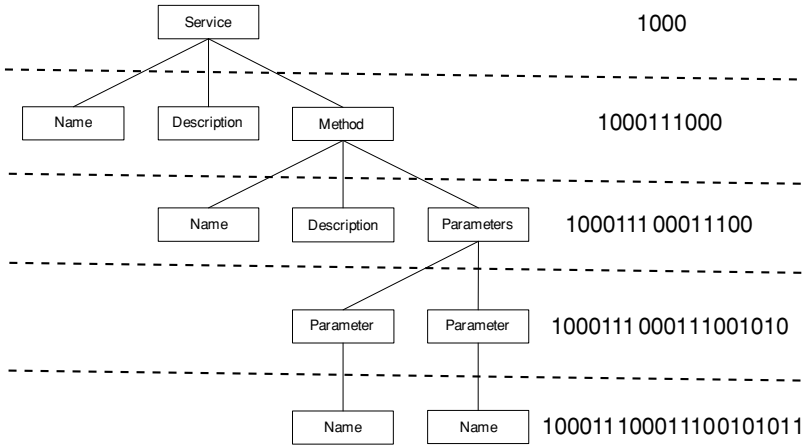 Service 1000
Name Description Method 1000111000
Name Description Parameters 1000111 00011100
Parameter Parameter 1000111 000111001010
Name Name 100011 100011100101011